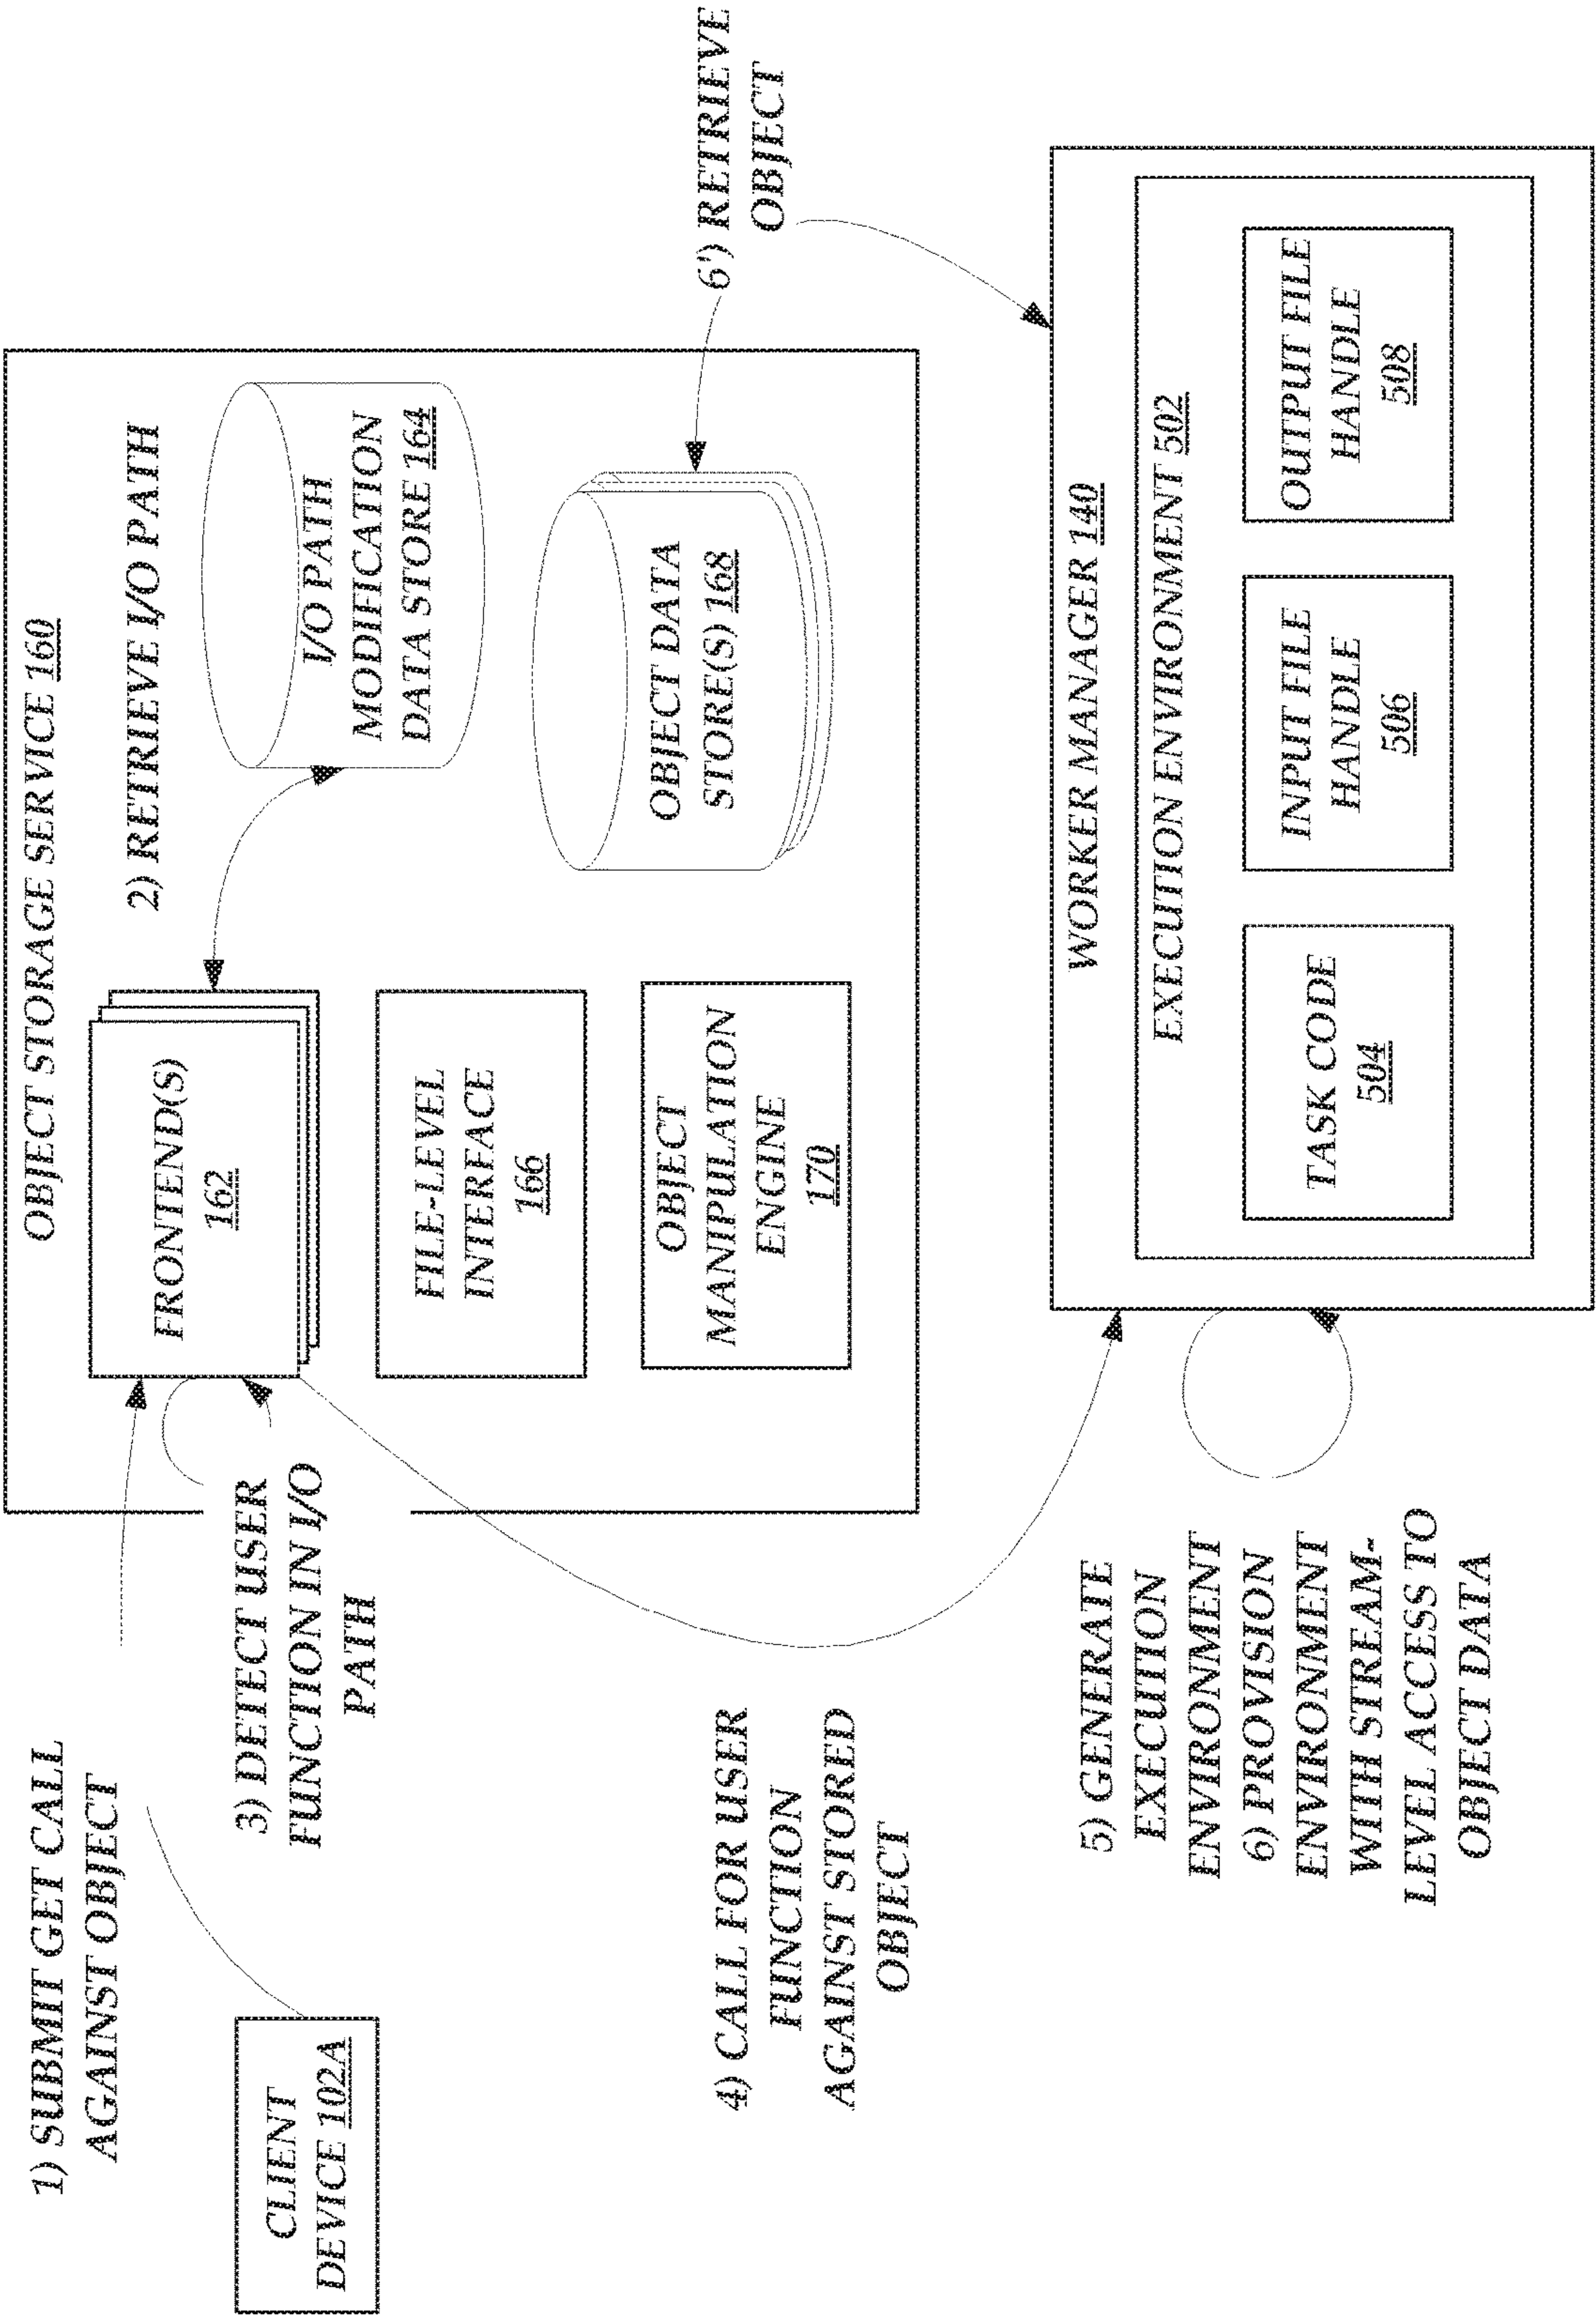 OBJECT STORAGE SERVICE 160
1) SUBMIT GET CALL
AGAINST OBJECT
CLIENT
DEVICE 102A
FRONTEND(S)
162
2) RETRIEVE I/O PATH
I/O PATH
MODIFICATION
DATA STORE 164
3) DETECT USER
FUNCTION IN I/O
PATH
FILE-LEVEL
INTERFACE
166
OBJECT DATA
STORE(S) 168
OBJECT
MANIPULATION
ENGINE
170
6') RETRIEVE
OBJECT
4) CALL FOR USER
FUNCTION
AGAINST STORED
OBJECT
WORKER MANAGER 140
EXECUTION ENVIRONMENT 502
TASK CODE
504
INPUT FILE
HANDLE
506
OUTPUT FILE
HANDLE
508
5) GENERATE
EXECUTION
ENVIRONMENT
6) PROVISION
ENVIRONMENT
WITH STREAM-
LEVEL ACCESS TO
OBJECT DATA